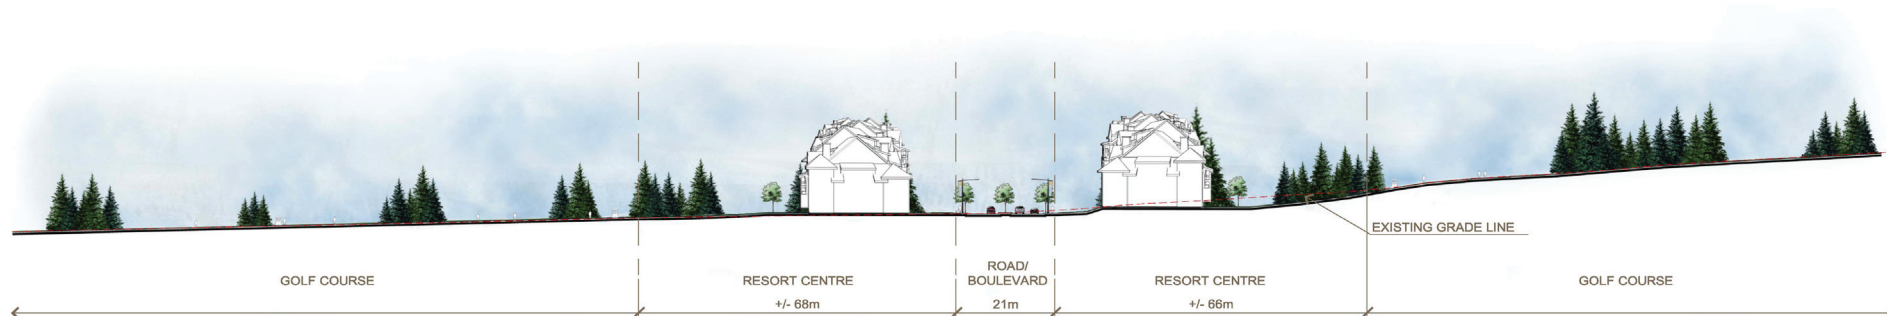 EXISTING GRADE LINE
GOLF COURSE
RESORT CENTRE
+/- 68m
ROAD/
BOULEVARD
21m
RESORT CENTRE
+/- 66m
GOLF COURSE